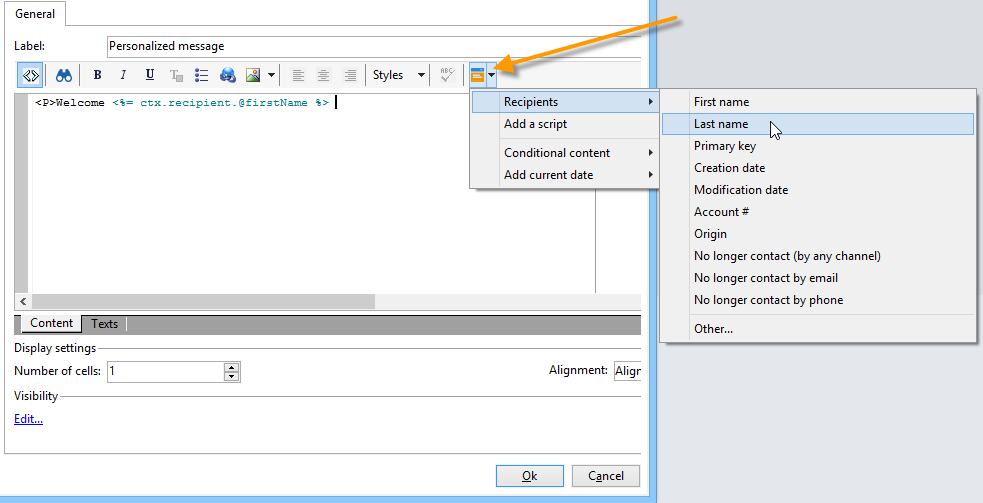 General
Label: Personalized message
B I U T Styles ABC
<P>Welcome <%= ctx.recipient.@firstName %>
Recipients
Add a script
Conditional content
Add current date
First name
Last name
Primary key
Creation date
Modification date
Account #
Origin
No longer contact (by any channel)
No longer contact by email
No longer contact by phone
Other...
Content Texts
Display settings
Number of cells: 1 Alignment: Align
Visibility
Edit...
Ok Cancel